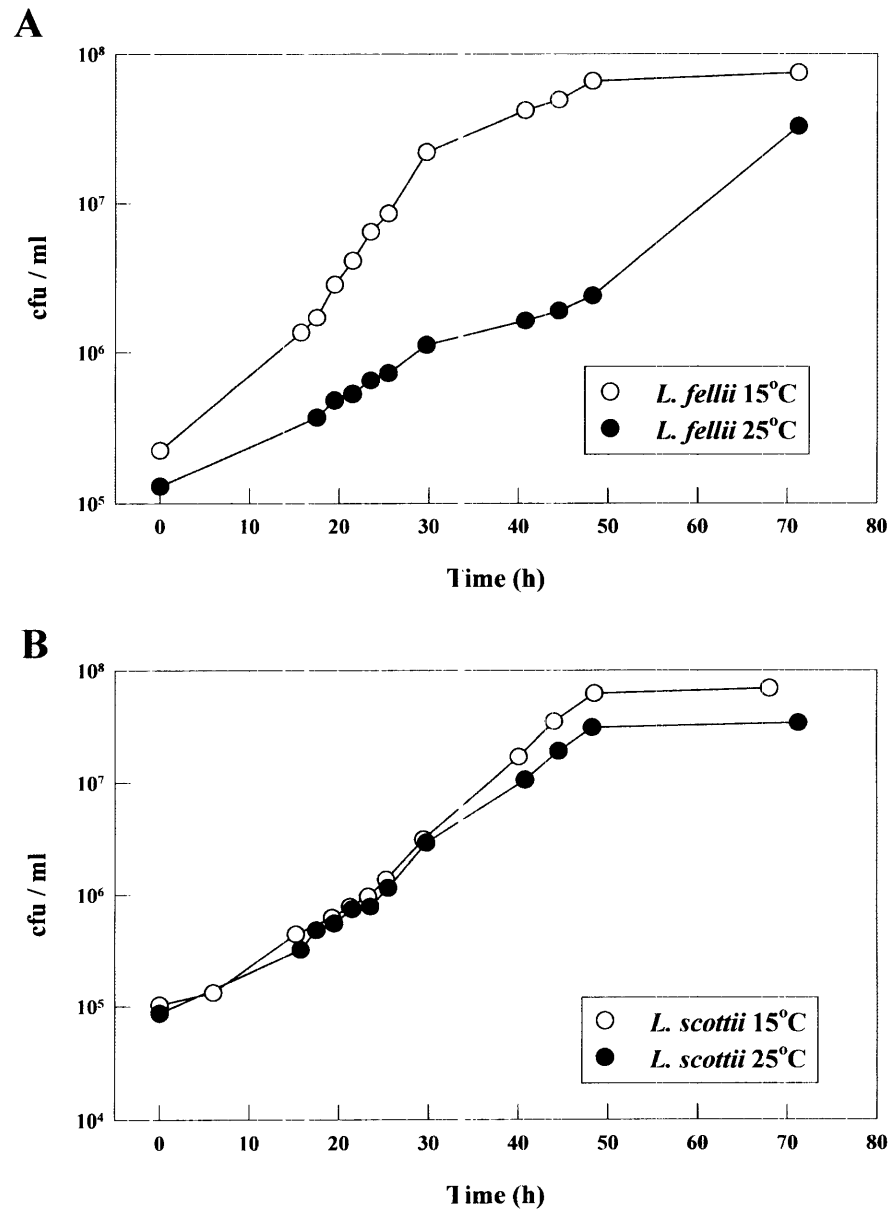 A
10⁸
10⁷
10⁶
10⁵
cfu / ml
0 10 20 30 40 50 60 70 80
Time (h)
L. fellii 15°C
L. fellii 25°C
B
10⁸
10⁷
10⁶
10⁵
10⁴
cfu / ml
0 10 20 30 40 50 60 70 80
Time (h)
L. scottii 15°C
L. scottii 25°C